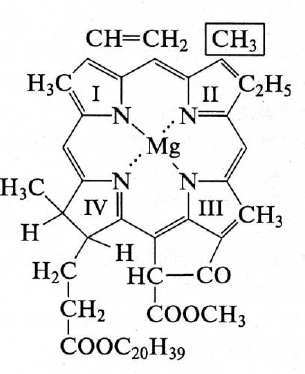 CH=CH₂ CH₃
H₃C I II C₂H₅
N N
Mg
N N
H₃C IV III CH₃
H H
H₂C HC CO
CH₂ COOCH₃
COOC₂₀H₃₉